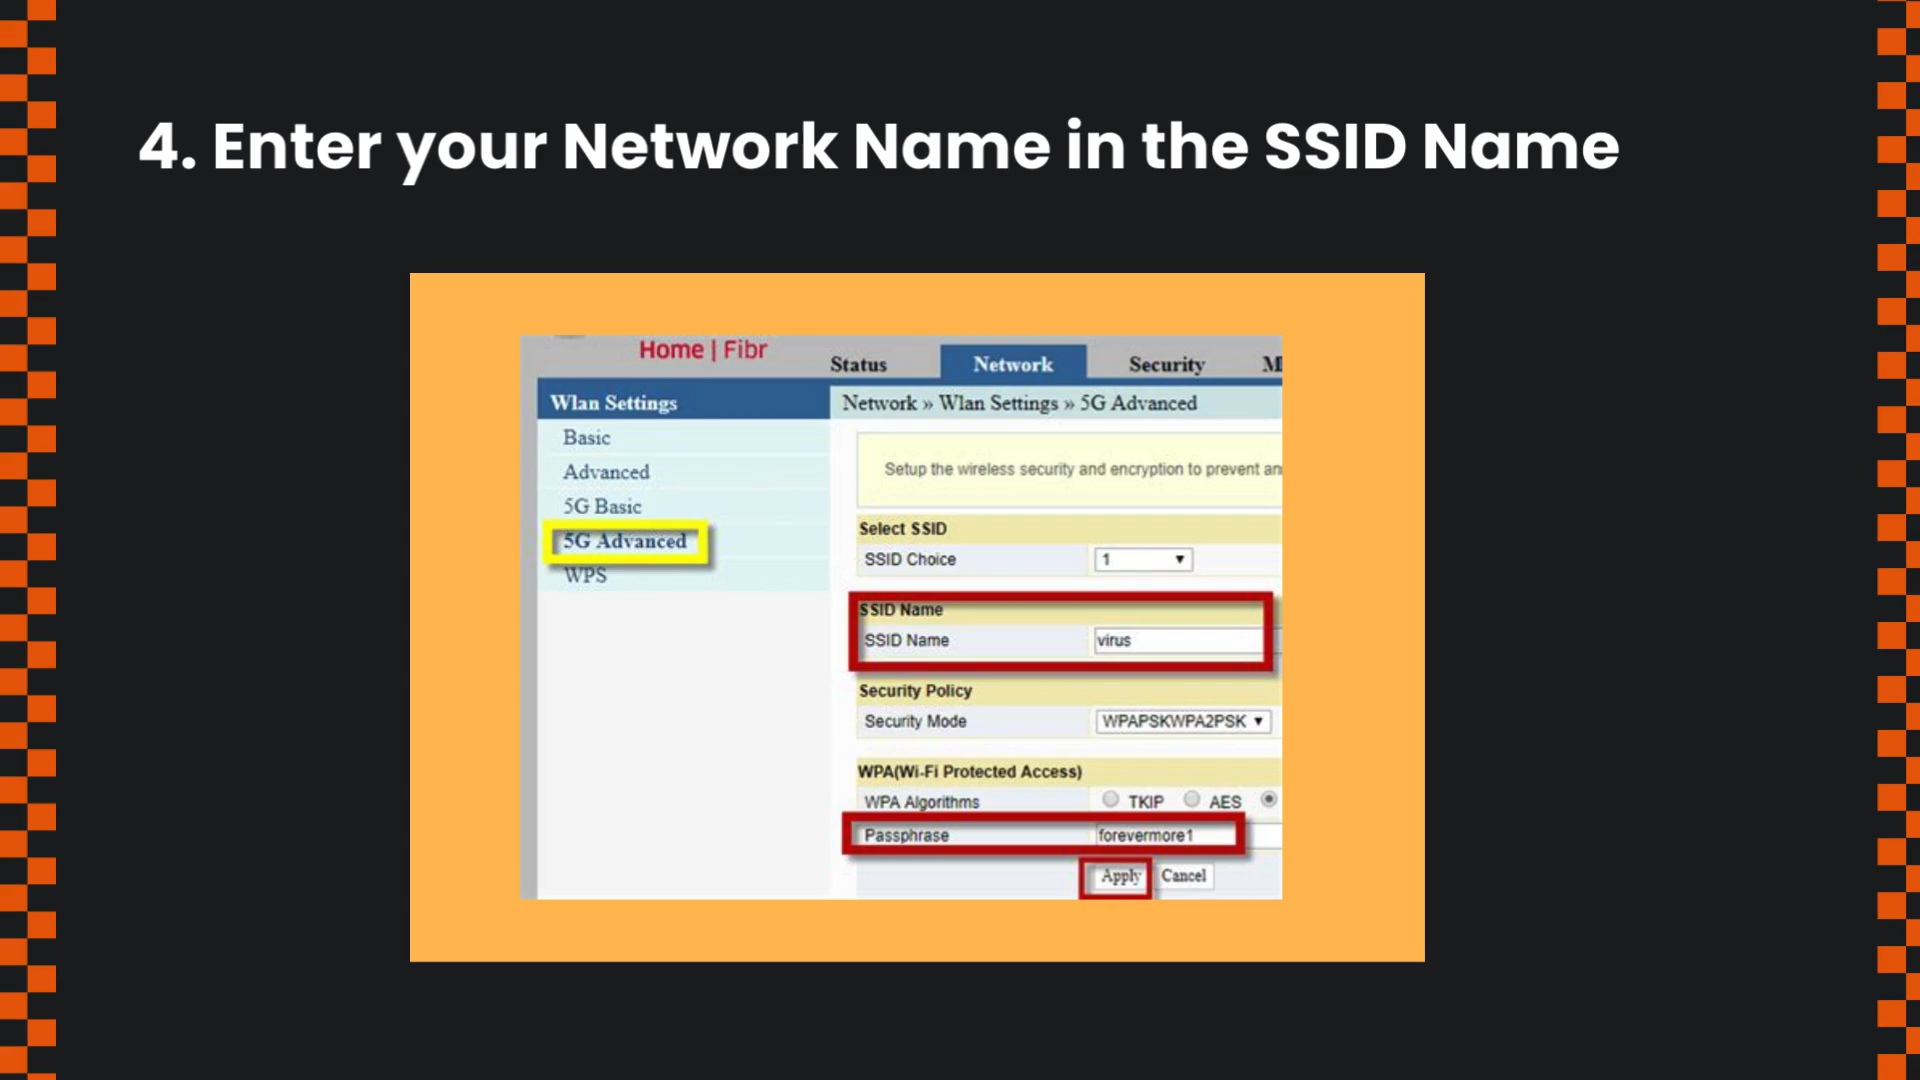 4. Enter your Network Name in the SSID Name
Home | Fibr
Status Network Security M
Wlan Settings
Network » Wlan Settings » 5G Advanced
Basic
Advanced
5G Basic
5G Advanced
WPS
Setup the wireless security and encryption to prevent an
Select SSID
SSID Choice 1
SSID Name
SSID Name virus
Security Policy
Security Mode WPAPSKWPA2PSK
WPA(Wi-Fi Protected Access)
WPA Algorithms TKIP AES
Passphrase forevermore1
Apply Cancel